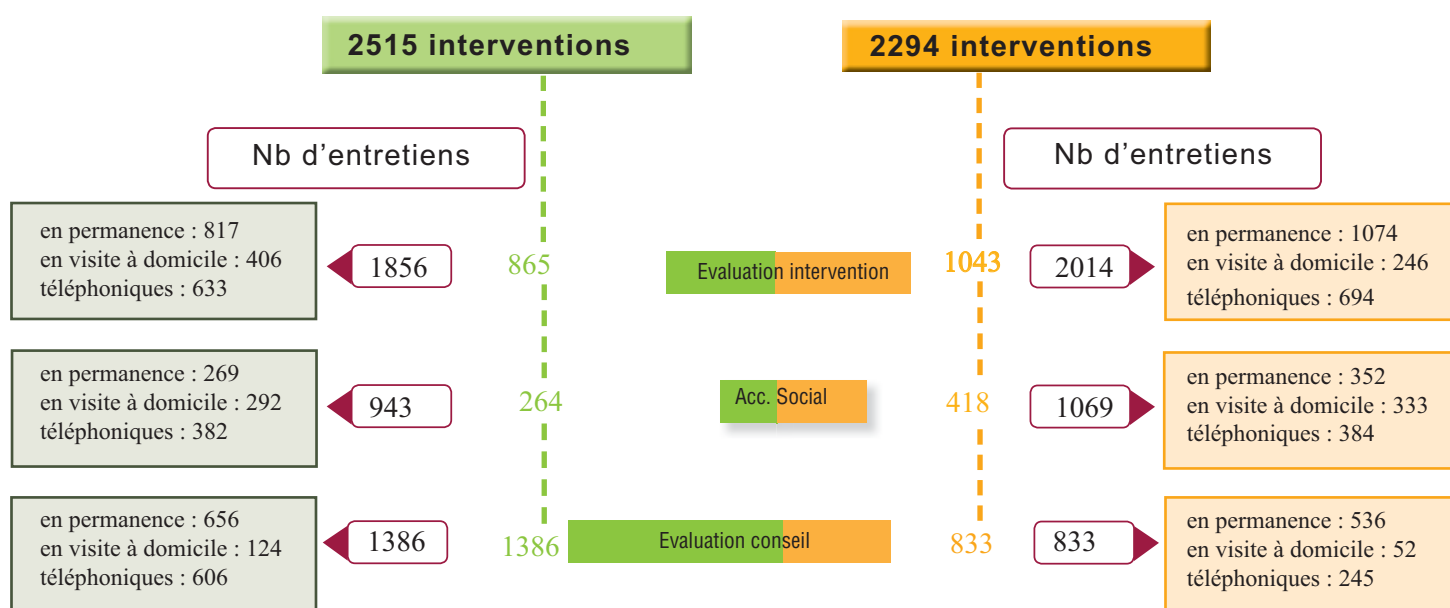 2515 interventions
2294 interventions
Nb d’entretiens
Nb d’entretiens
en permanence : 817
en visite à domicile : 406
téléphoniques : 633
1856
865
Evaluation intervention
1043
2014
en permanence : 1074
en visite à domicile : 246
téléphoniques : 694
en permanence : 269
en visite à domicile : 292
téléphoniques : 382
943
264
Acc. Social
418
1069
en permanence : 352
en visite à domicile : 333
téléphoniques : 384
en permanence : 656
en visite à domicile : 124
téléphoniques : 606
1386
1386
Evaluation conseil
833
833
en permanence : 536
en visite à domicile : 52
téléphoniques : 245